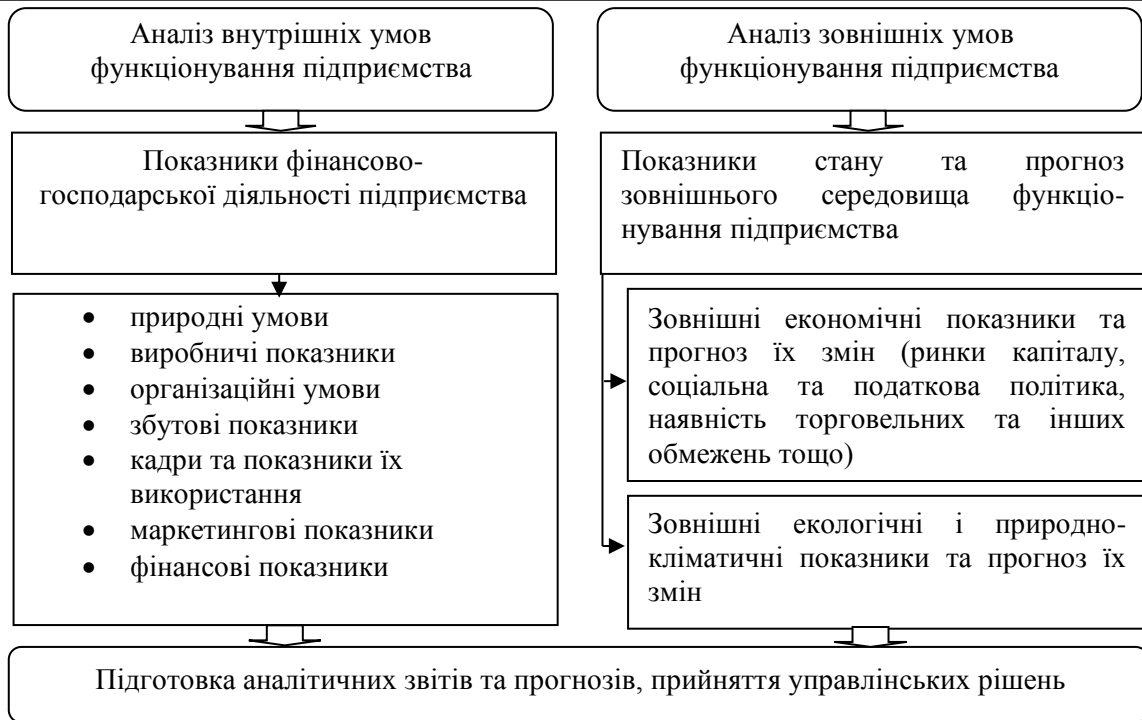 Аналіз внутрішніх умов
функціонування підприємства
Аналіз зовнішніх умов
функціонування підприємства
Показники фінансово-
господарської діяльності підприємства
Показники стану та прогноз
зовнішнього середовища функціо-
нування підприємства
• природні умови
• виробничі показники
• організаційні умови
• збутові показники
• кадри та показники їх
використання
• маркетингові показники
• фінансові показники
Зовнішні економічні показники та
прогноз їх змін (ринки капіталу,
соціальна та податкова політика,
наявність торговельних та інших
обмежень тощо)
Зовнішні екологічні і природно-
кліматичні показники та прогноз їх
змін
Підготовка аналітичних звітів та прогнозів, прийняття управлінських рішень